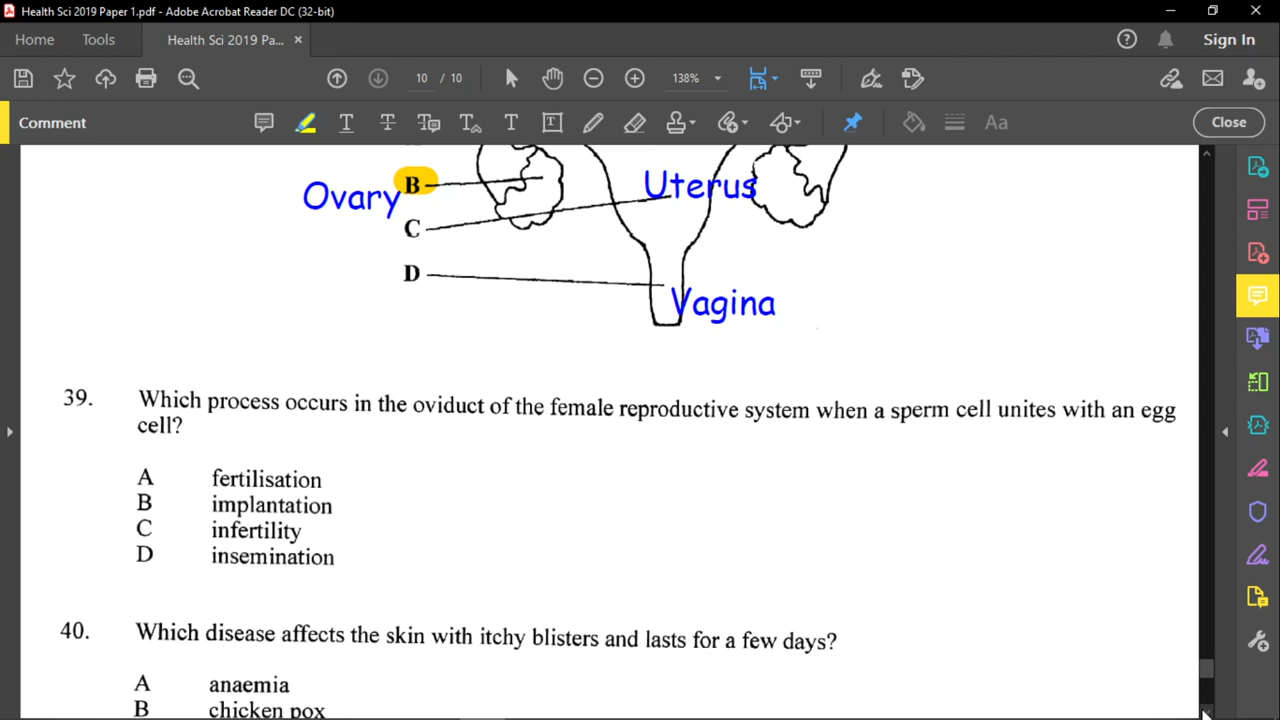 Health Sci 2019 Paper 1.pdf - Adobe Acrobat Reader DC (32-bit)
Home Tools Health Sci 2019 Pa... × Sign In
10 / 10 138%
Comment Aa Close
B Ovary Uterus
C
D Vagina
39. Which process occurs in the oviduct of the female reproductive system when a sperm cell unites with an egg
cell?
A fertilisation
B implantation
C infertility
D insemination
40. Which disease affects the skin with itchy blisters and lasts for a few days?
A anaemia
B chicken pox